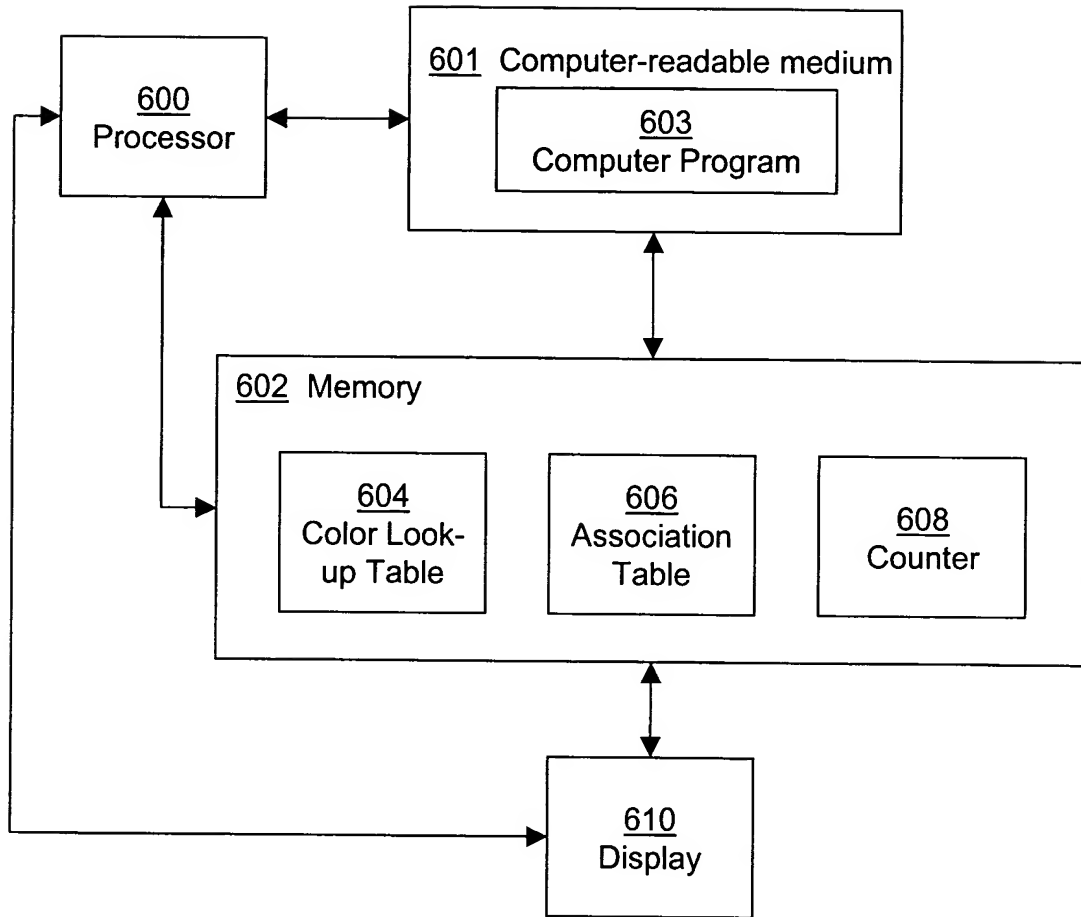 600
Processor
601 Computer-readable medium
603
Computer Program
602 Memory
604
Color Look-
up Table
606
Association
Table
608
Counter
610
Display